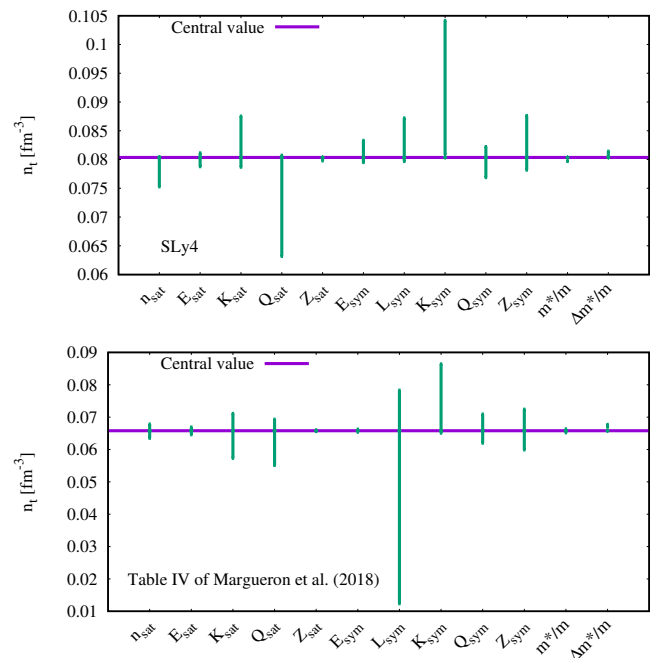 0.105
Central value
0.1
0.095
0.09
0.085
n_t [fm^-3]
0.08
0.075
0.07
0.065
SLy4
0.06
n_sat E_sat K_sat Q_sat Z_sat E_sym L_sym K_sym Q_sym Z_sym m*/m Δm*/m
0.09
Central value
0.08
0.07
0.06
n_t [fm^-3]
0.05
0.04
0.03
0.02
Table IV of Margueron et al. (2018)
0.01
n_sat E_sat K_sat Q_sat Z_sat E_sym L_sym K_sym Q_sym Z_sym m*/m Δm*/m